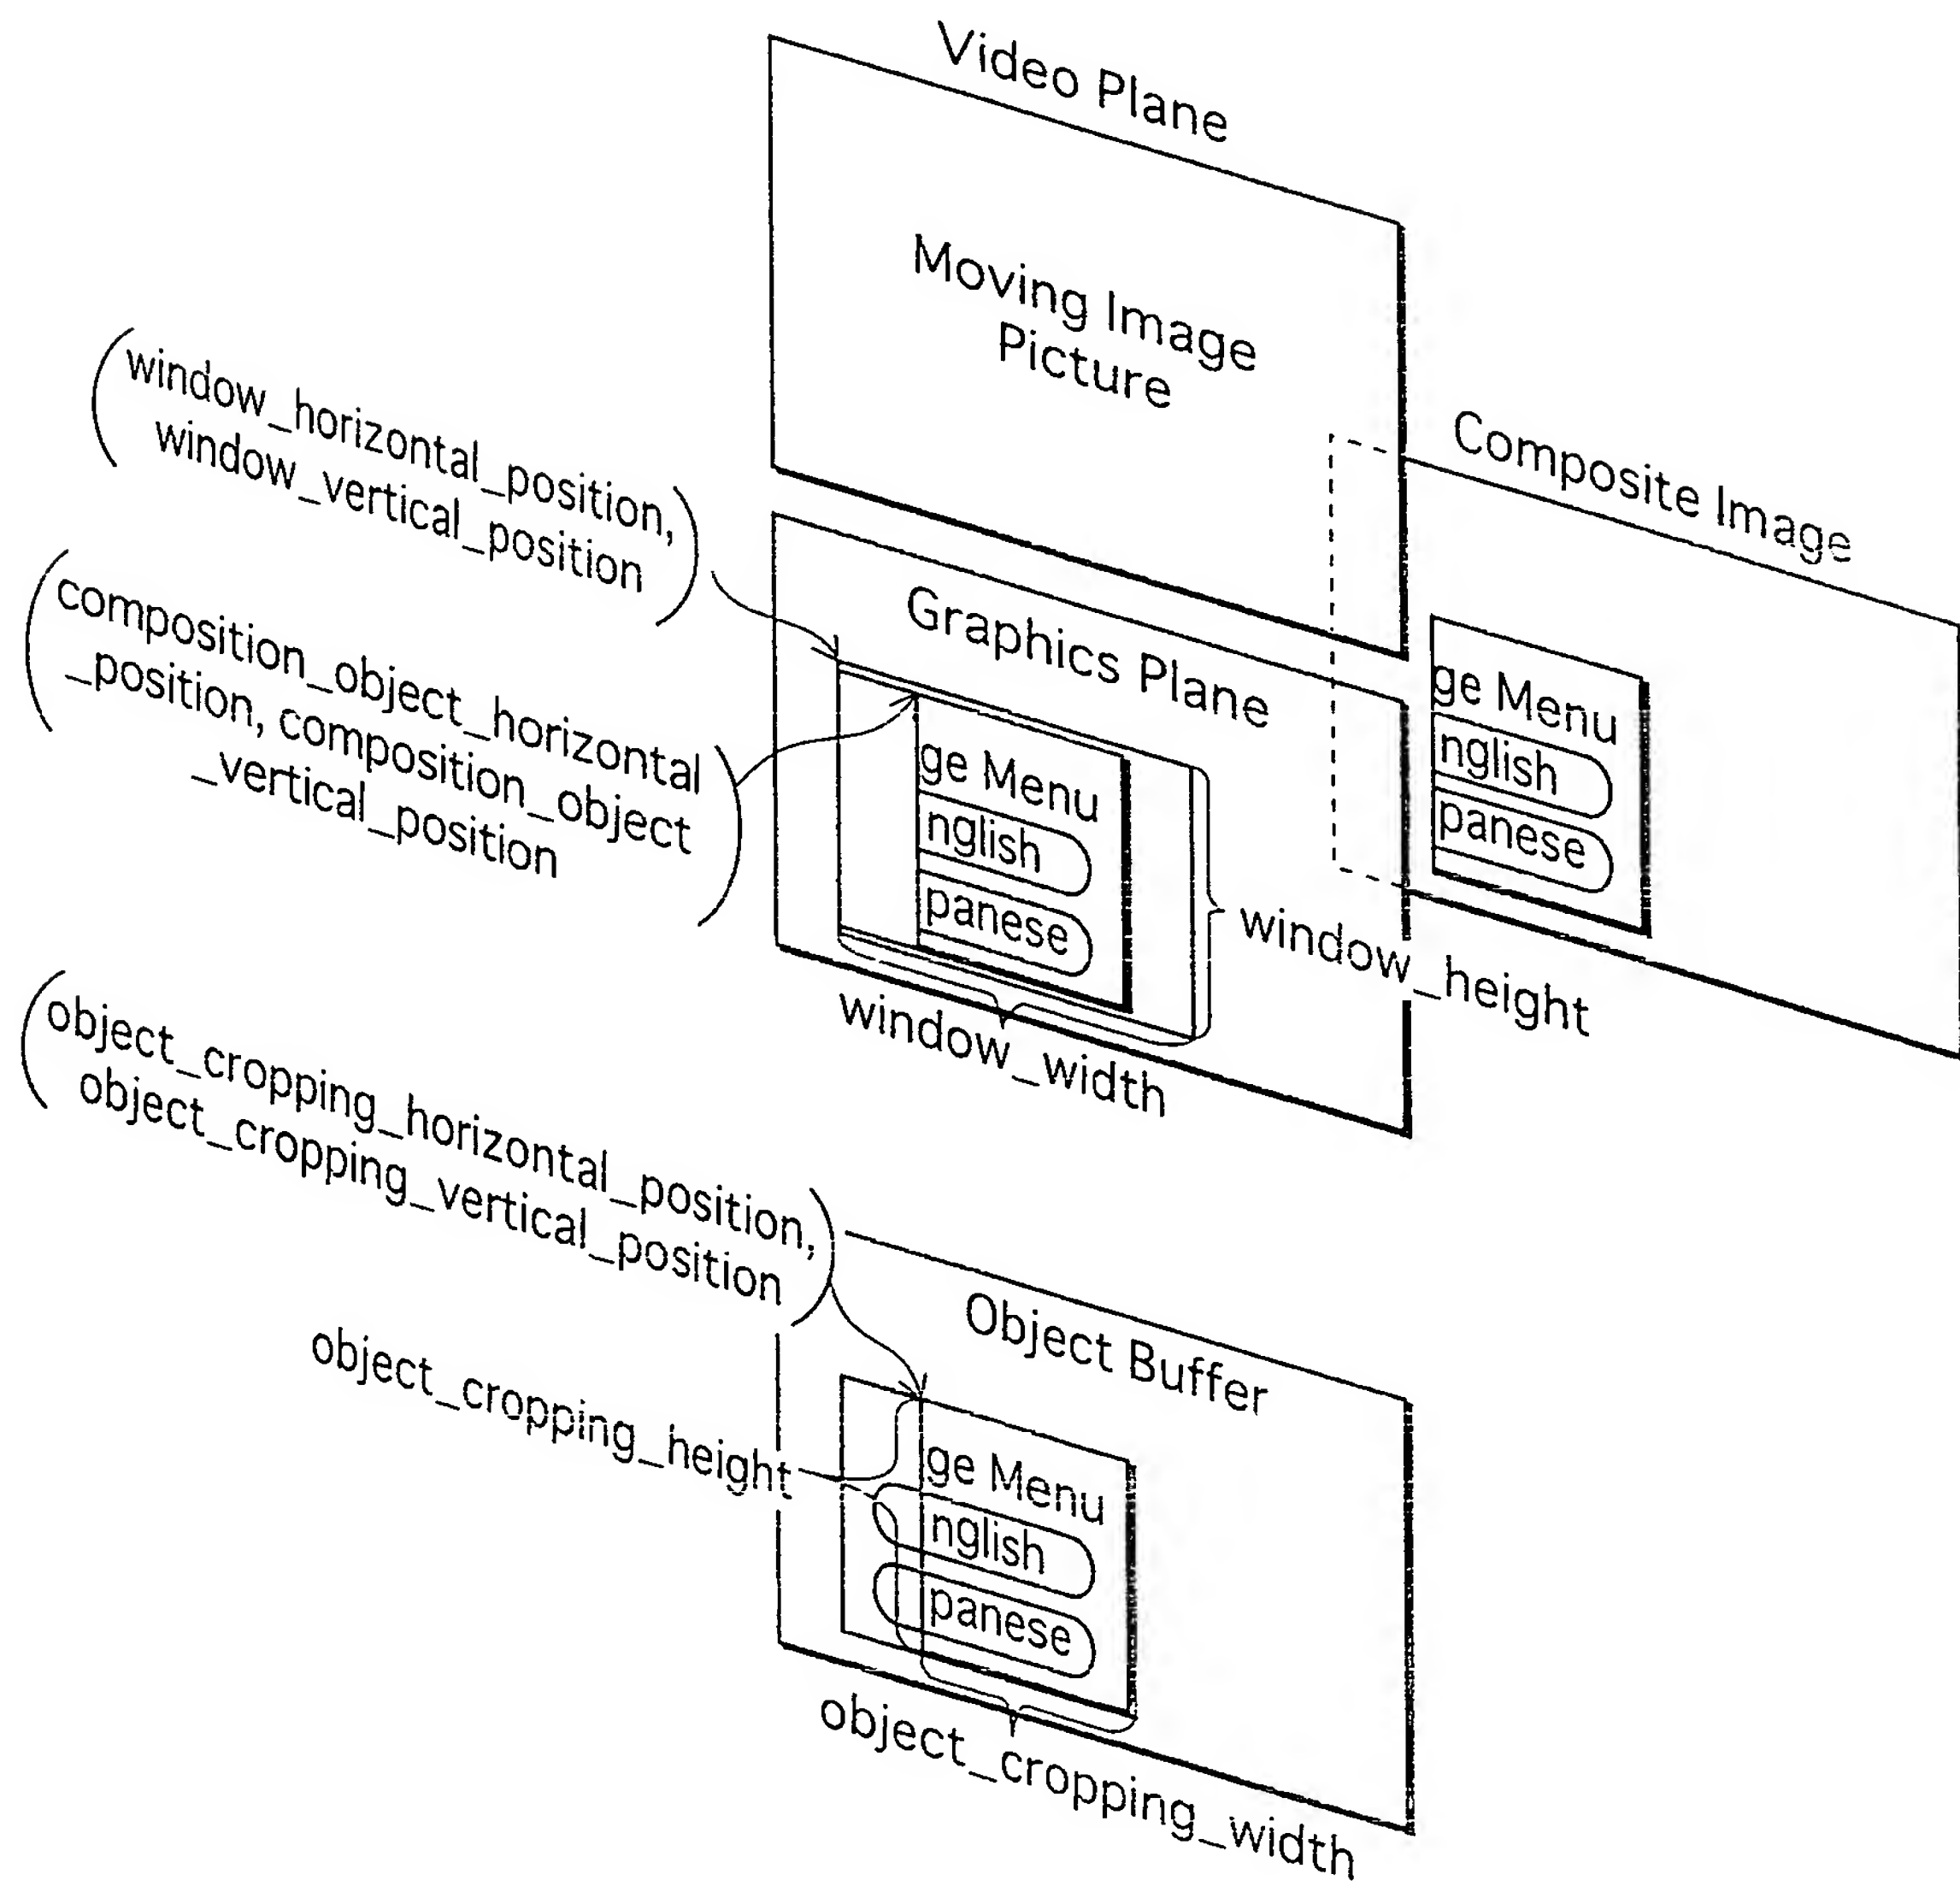 Video Plane
Moving Image
Picture
(window_horizontal_position,
window_vertical_position)
Composite Image
(composition_object_horizontal
_position, composition_object
_vertical_position)
Graphics Plane
ge Menu
nglish
panese
ge Menu
nglish
panese
window_height
window_width
(object_cropping_horizontal_position,
object_cropping_vertical_position)
Object Buffer
object_cropping_height
ge Menu
nglish
panese
object_cropping_width